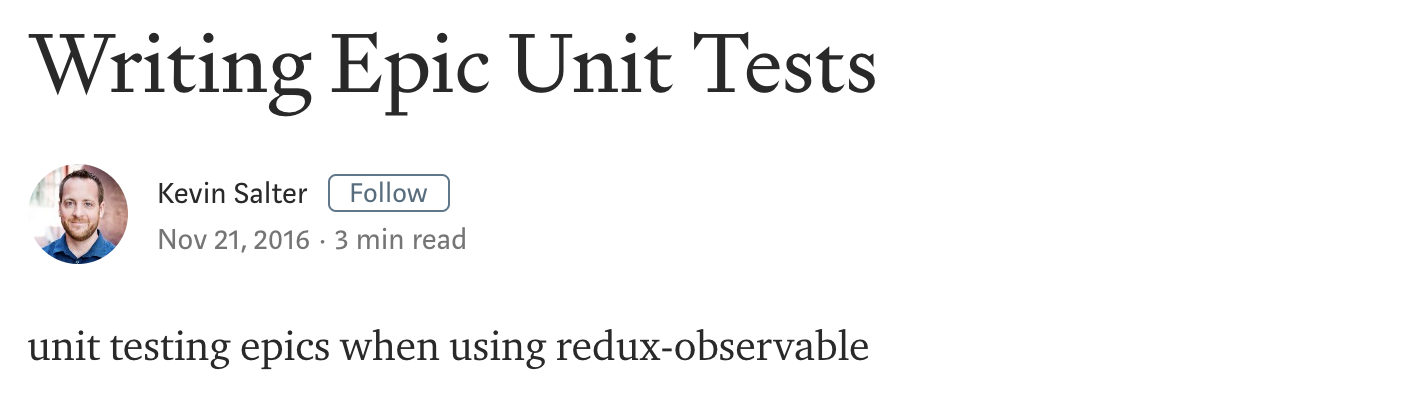 Writing Epic Unit Tests
Kevin Salter Follow
Nov 21, 2016 · 3 min read
unit testing epics when using redux-observable